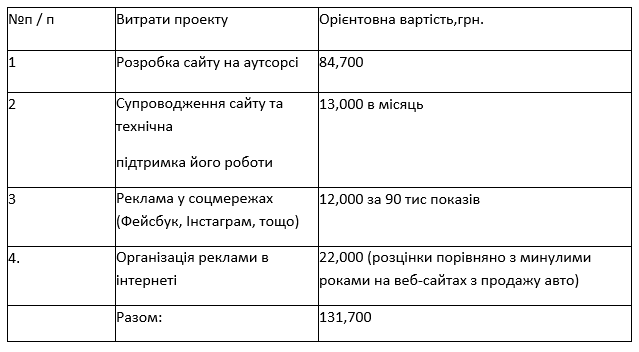 №п / п
Витрати проекту
Орієнтовна вартість,грн.
1
Розробка сайту на аутсорсі
84,700
2
Супроводження сайту та
технічна
підтримка його роботи
13,000 в місяць
3
Реклама у соцмережах
(Фейсбук, Інстаграм, тощо)
12,000 за 90 тис показів
4.
Організація реклами в
інтернеті
22,000 (розцінки порівняно з минулими
роками на веб-сайтах з продажу авто)
Разом:
131,700